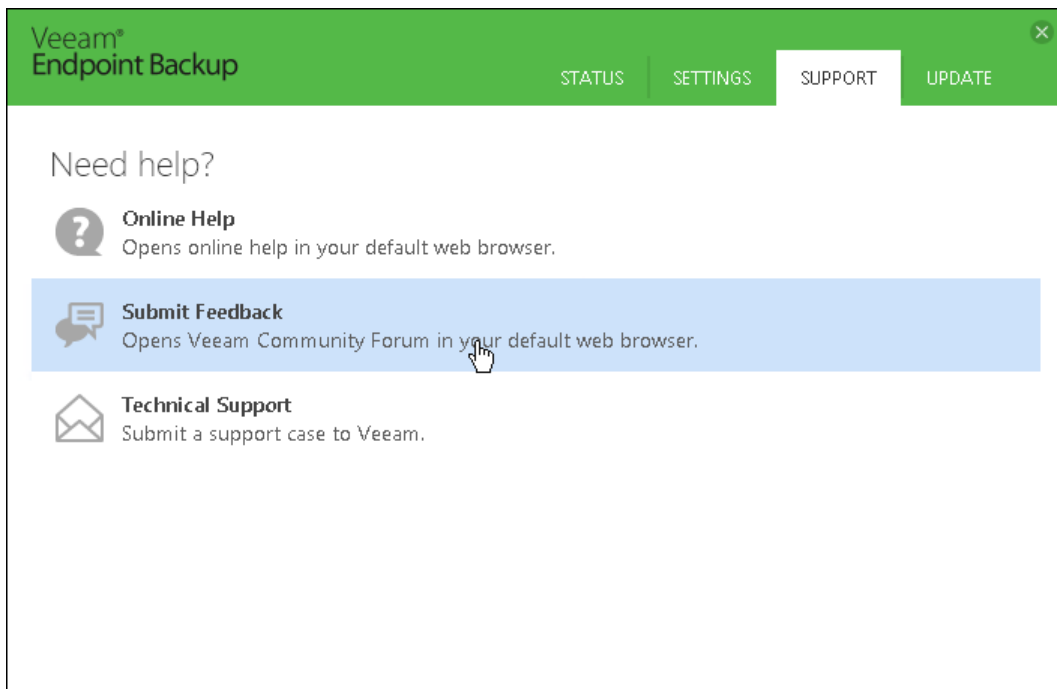 Veeam®
Endpoint Backup
STATUS SETTINGS SUPPORT UPDATE
Need help?
Online Help
Opens online help in your default web browser.
Submit Feedback
Opens Veeam Community Forum in your default web browser.
Technical Support
Submit a support case to Veeam.